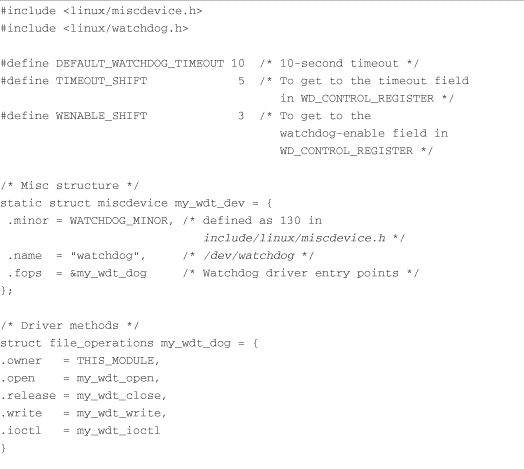 #include <linux/miscdevice.h>
#include <linux/watchdog.h>
#define DEFAULT_WATCHDOG_TIMEOUT 10  /* 10-second timeout */
#define TIMEOUT_SHIFT             5  /* To get to the timeout field
                                        in WD_CONTROL_REGISTER */
#define WENABLE_SHIFT             3  /* To get to the
                                        watchdog-enable field in
                                        WD_CONTROL_REGISTER */
/* Misc structure */
static struct miscdevice my_wdt_dev = {
 .minor = WATCHDOG_MINOR, /* defined as 130 in
                             include/linux/miscdevice.h */
 .name  = "watchdog",     /* /dev/watchdog */
 .fops  = &my_wdt_dog     /* Watchdog driver entry points */
};
/* Driver methods */
struct file_operations my_wdt_dog = {
.owner   = THIS_MODULE,
.open    = my_wdt_open,
.release = my_wdt_close,
.write   = my_wdt_write,
.ioctl   = my_wdt_ioctl
}